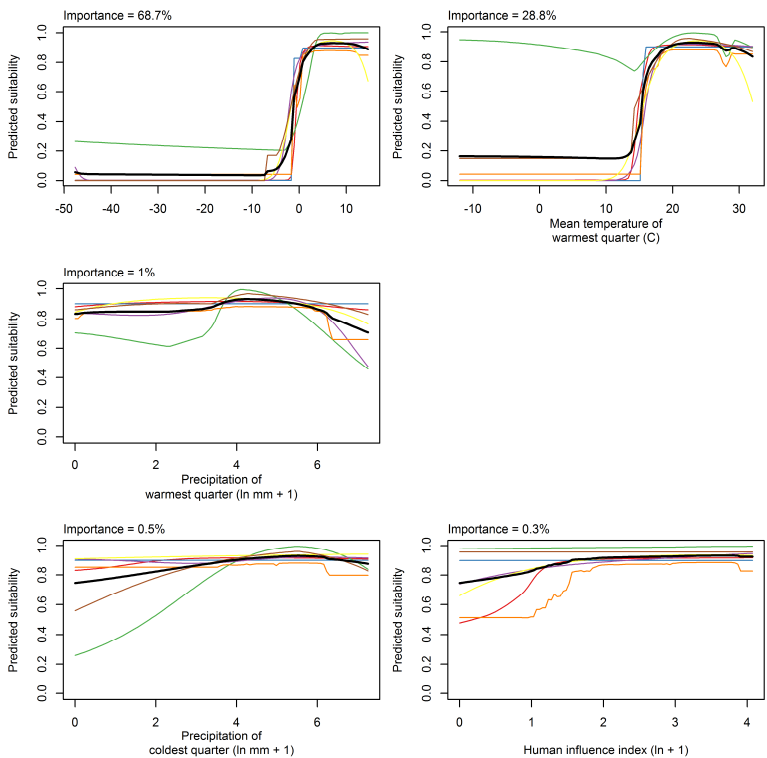 Importance = 68.7%
Predicted suitability
0.0 0.2 0.4 0.6 0.8 1.0
-50 -40 -30 -20 -10 0 10
Importance = 28.8%
Predicted suitability
0.0 0.2 0.4 0.6 0.8 1.0
-10 0 10 20 30
Mean temperature of
warmest quarter (C)
Importance = 1%
Predicted suitability
0.0 0.2 0.4 0.6 0.8 1.0
0 2 4 6
Precipitation of
warmest quarter (ln mm + 1)
Importance = 0.5%
Predicted suitability
0.0 0.2 0.4 0.6 0.8 1.0
0 2 4 6
Precipitation of
coldest quarter (ln mm + 1)
Importance = 0.3%
Predicted suitability
0.0 0.2 0.4 0.6 0.8 1.0
0 1 2 3 4
Human influence index (ln + 1)